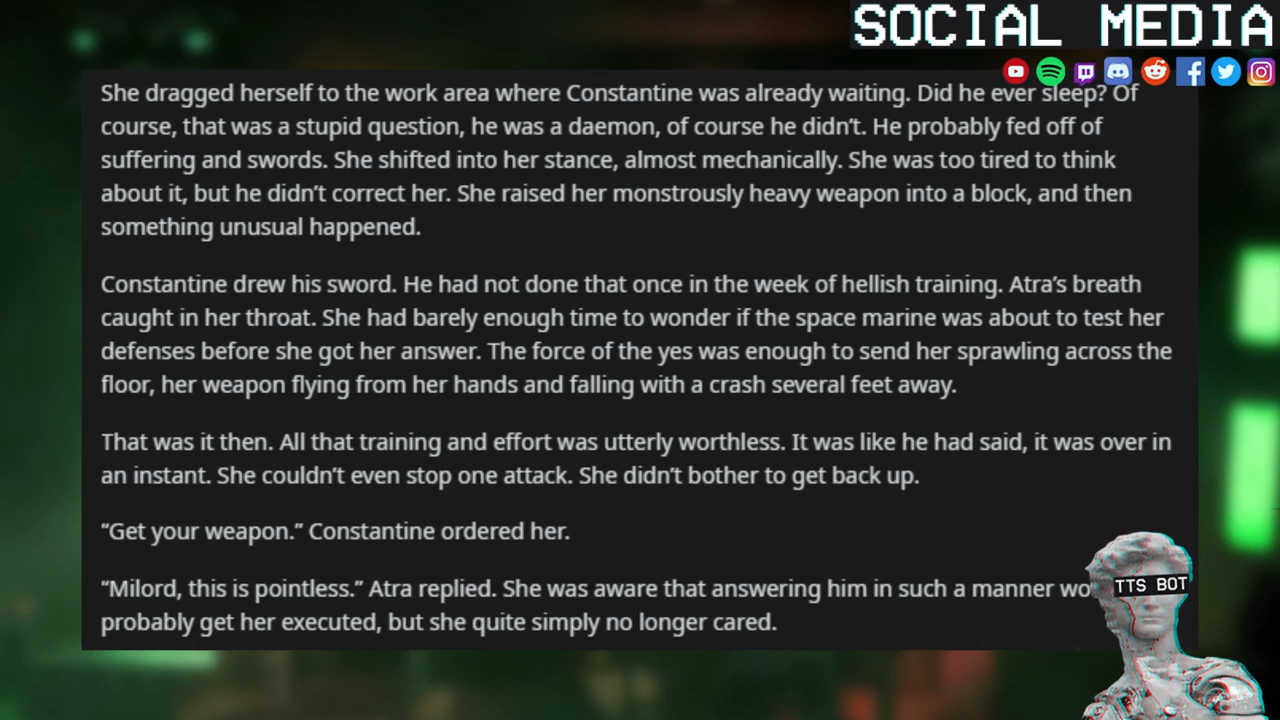 SOCIAL MEDIA
She dragged herself to the work area where Constantine was already waiting. Did he ever sleep? Of
course, that was a stupid question, he was a daemon, of course he didn’t. He probably fed off of
suffering and swords. She shifted into her stance, almost mechanically. She was too tired to think
about it, but he didn’t correct her. She raised her monstrously heavy weapon into a block, and then
something unusual happened.
Constantine drew his sword. He had not done that once in the week of hellish training. Atra’s breath
caught in her throat. She had barely enough time to wonder if the space marine was about to test her
defenses before she got her answer. The force of the yes was enough to send her sprawling across the
floor, her weapon flying from her hands and falling with a crash several feet away.
That was it then. All that training and effort was utterly worthless. It was like he had said, it was over in
an instant. She couldn’t even stop one attack. She didn’t bother to get back up.
“Get your weapon.” Constantine ordered her.
“Milord, this is pointless.” Atra replied. She was aware that answering him in such a manner wo
probably get her executed, but she quite simply no longer cared.
TTS BOT